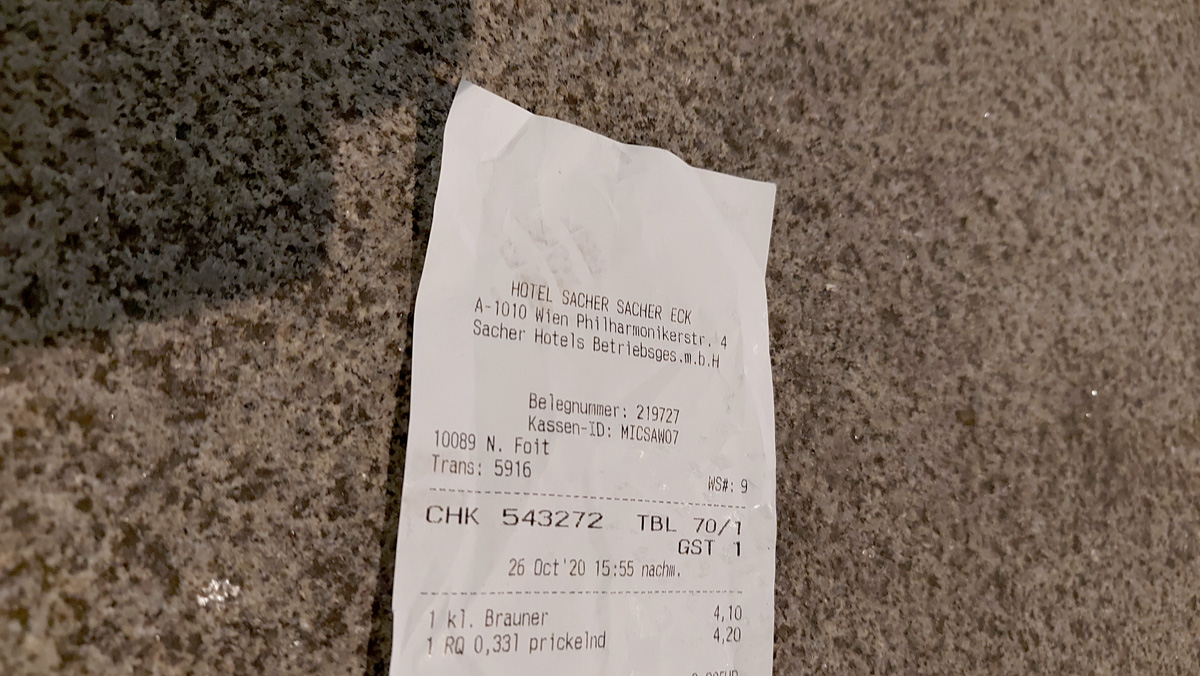 HOTEL SACHER SACHER ECK
A-1010 Wien Philharmonikerstr. 4
Sacher Hotels Betriebsges.m.b.H
Belegnummer: 219727
Kassen-ID: MICSAW07
10089 N. Foit
Trans: 5916 WS#: 9
CHK 543272 TBL 70/1
GST 1
26 Oct'20 15:55 nachm.
1 kl. Brauner 4,10
1 RQ 0,33l prickelnd 4,20